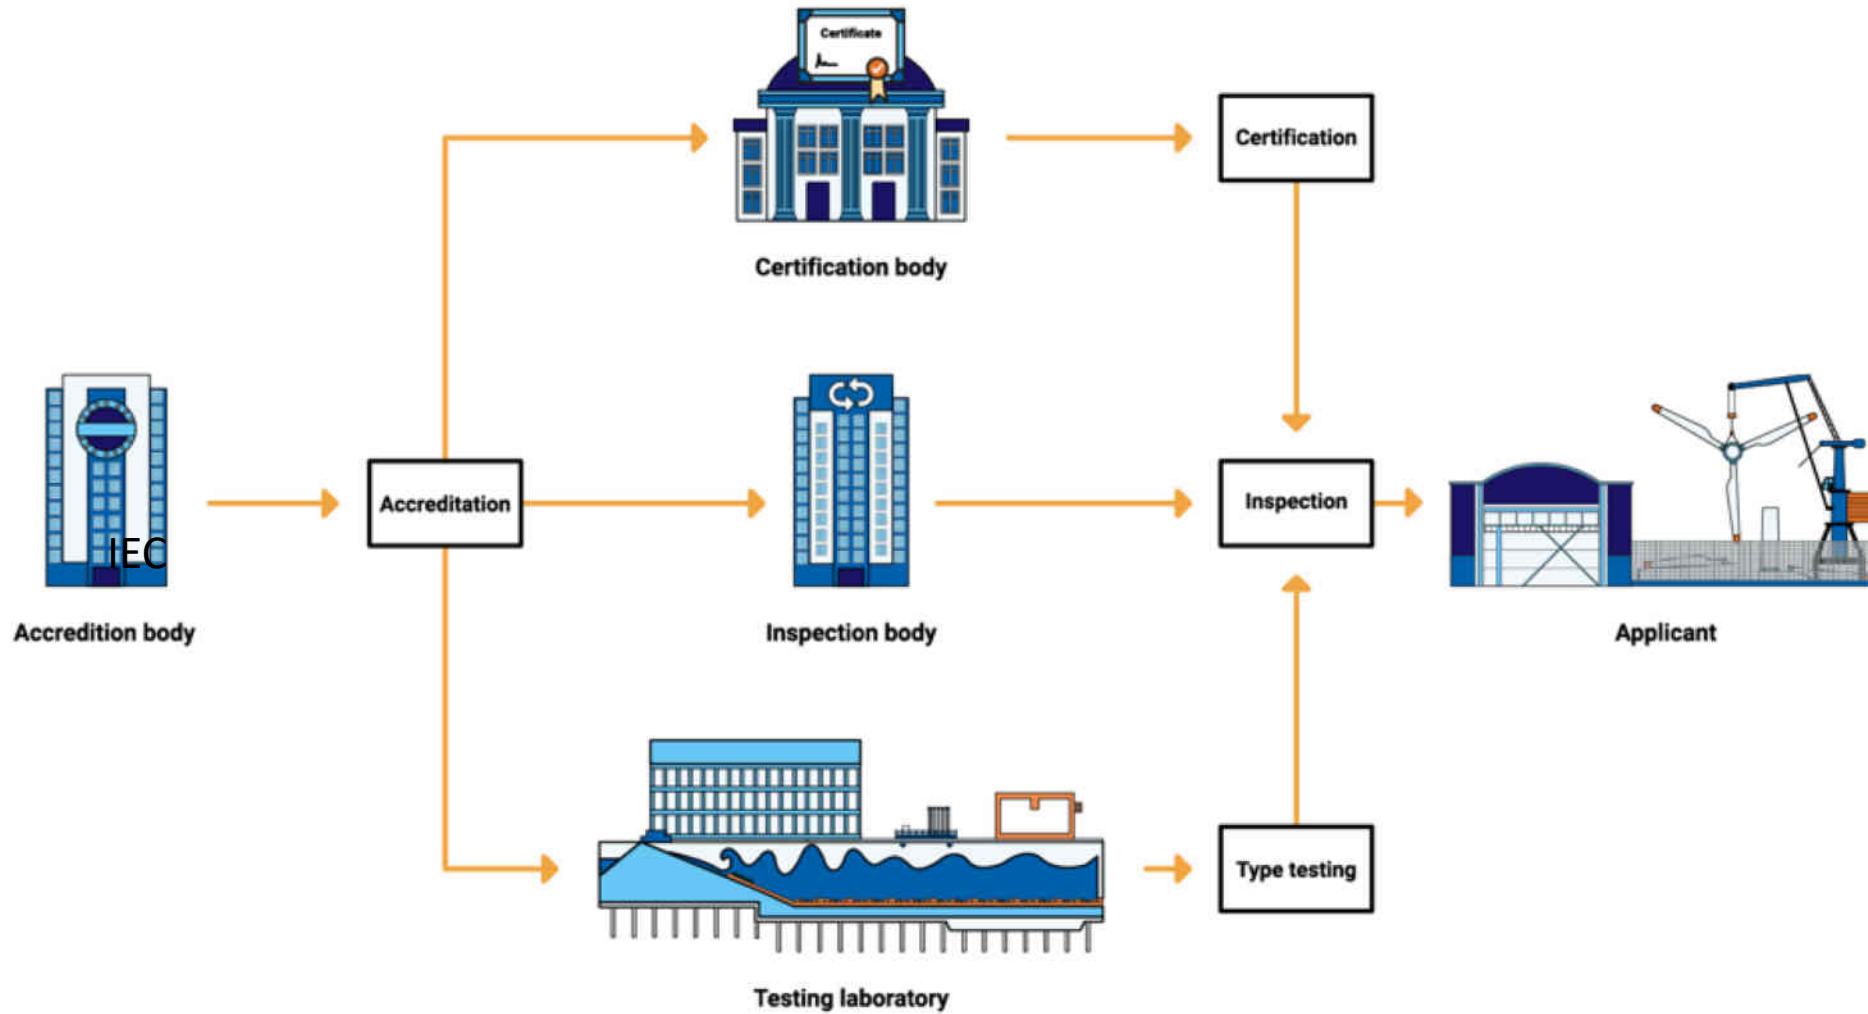 Certificate
Certification
Certification body
IEC
Accreditation
Inspection
Accredition body
Inspection body
Applicant
Type testing
Testing laboratory